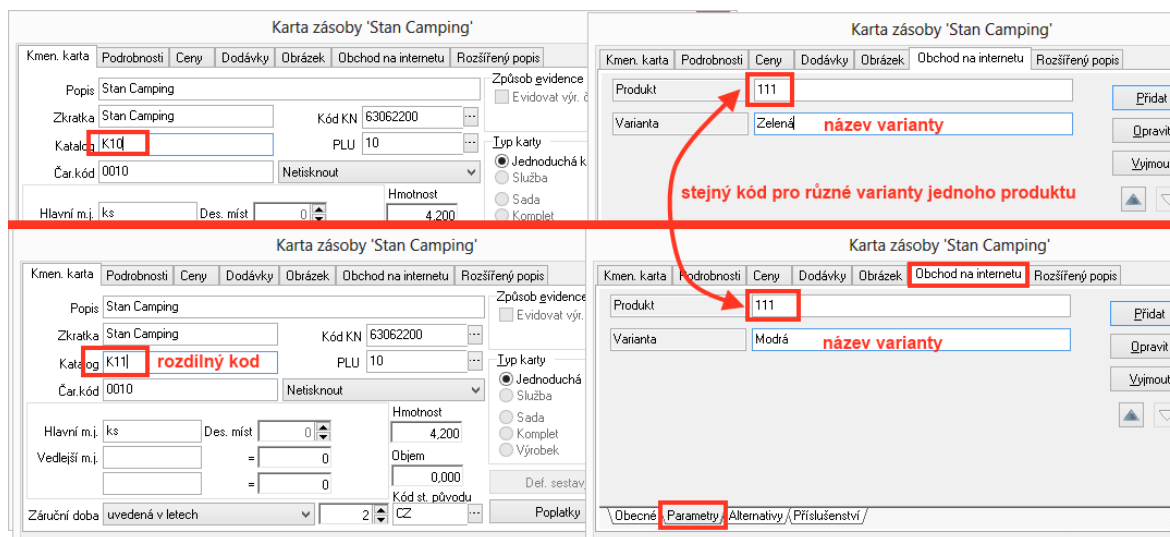 Karta zásoby 'Stan Camping'
Kmen. karta Podrobnosti Ceny Dodávky Obrázek Obchod na internetu Rozšířený popis
Popis Stan Camping
Způsob evidence
Evidovat výr. č
Zkratka Stan Camping Kód KN 63062200 ...
Katalog K10 PLU 10 ...
Typ karty
Jednoduchá k
Čar.kód 0010 Netisknout
Služba
Hmotnost
Sada
Hlavní m.j. ks Des. míst 0 4,200
Komplet
Karta zásoby 'Stan Camping'
Kmen. karta Podrobnosti Ceny Dodávky Obrázek Obchod na internetu Rozšířený popis
Produkt 111
Přidat
Varianta Zelená název varianty
Opravit
Vyjmou
stejný kód pro různé varianty jednoho produktu
Karta zásoby 'Stan Camping'
Kmen. karta Podrobnosti Ceny Dodávky Obrázek Obchod na internetu Rozšířený popis
Popis Stan Camping
Způsob evidence
Evidovat výr.
Zkratka Stan Camping Kód KN 63062200 ...
Katalog K11 rozdilný kod PLU 10 ...
Typ karty
Jednoduchá
Čar.kód 0010 Netisknout
Služba
Hmotnost
Sada
Hlavní m.j. ks Des. míst 0 4,200
Komplet
Výrobek
Vedlejší m.j. = 0 Objem
= 0 0,000
Def. sestav
Kód st. původu
Záruční doba uvedená v letech 2 CZ ... Poplatky
Karta zásoby 'Stan Camping'
Kmen. karta Podrobnosti Ceny Dodávky Obrázek Obchod na internetu Rozšířený popis
Produkt 111
Přidat
Varianta Modrá název varianty
Opravit
Vyjmout
Obecné Parametry Alternativy Příslušenství